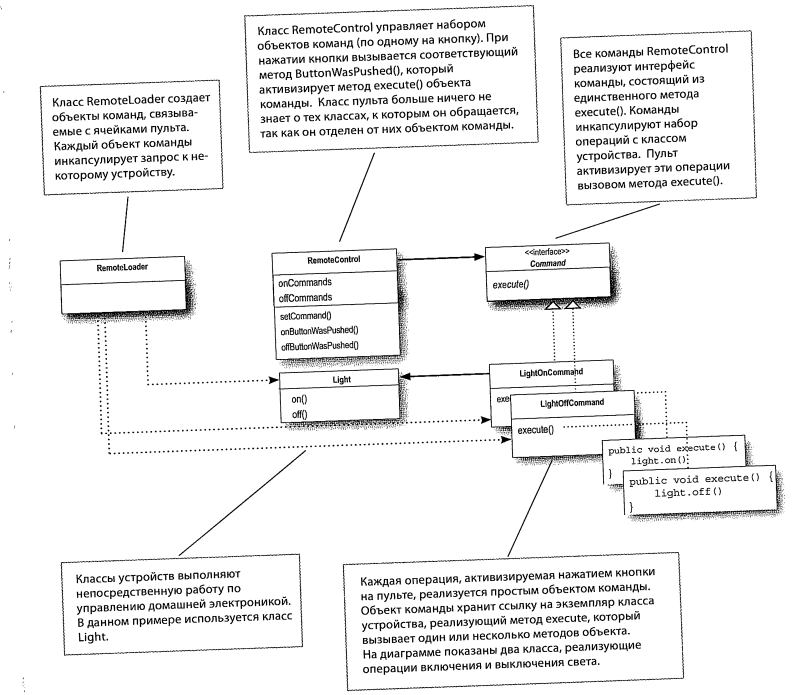 Класс RemoteControl управляет набором
объектов команд (по одному на кнопку). При
нажатии кнопки вызывается соответствующий
метод ButtonWasPushed(), который
активизирует метод execute() объекта
команды. Класс пульта больше ничего не
знает о тех классах, к которым он обращается,
так как он отделен от них объектом команды.
Все команды RemoteControl
реализуют интерфейс
команды, состоящий из
единственного метода
execute(). Команды
инкапсулируют набор
операций с классом
устройства. Пульт
активизирует эти операции
вызовом метода execute().
Класс RemoteLoader создает
объекты команд, связыва-
емые с ячейками пульта.
Каждый объект команды
инкапсулирует запрос к не-
которому устройству.
RemoteLoader
RemoteControl
onCommands
offCommands
setCommand()
onButtonWasPushed()
offButtonWasPushed()
<<interface>>
Command
execute()
Light
on()
off()
LightOnCommand
exe
LightOffCommand
execute()
public void execute() {
light.on()
}
public void execute() {
light.off()
}
Классы устройств выполняют
непосредственную работу по
управлению домашней электроникой.
В данном примере используется класс
Light.
Каждая операция, активизируемая нажатием кнопки
на пульте, реализуется простым объектом команды.
Объект команды хранит ссылку на экземпляр класса
устройства, реализующий метод execute, который
вызывает один или несколько методов объекта.
На диаграмме показаны два класса, реализующие
операции включения и выключения света.